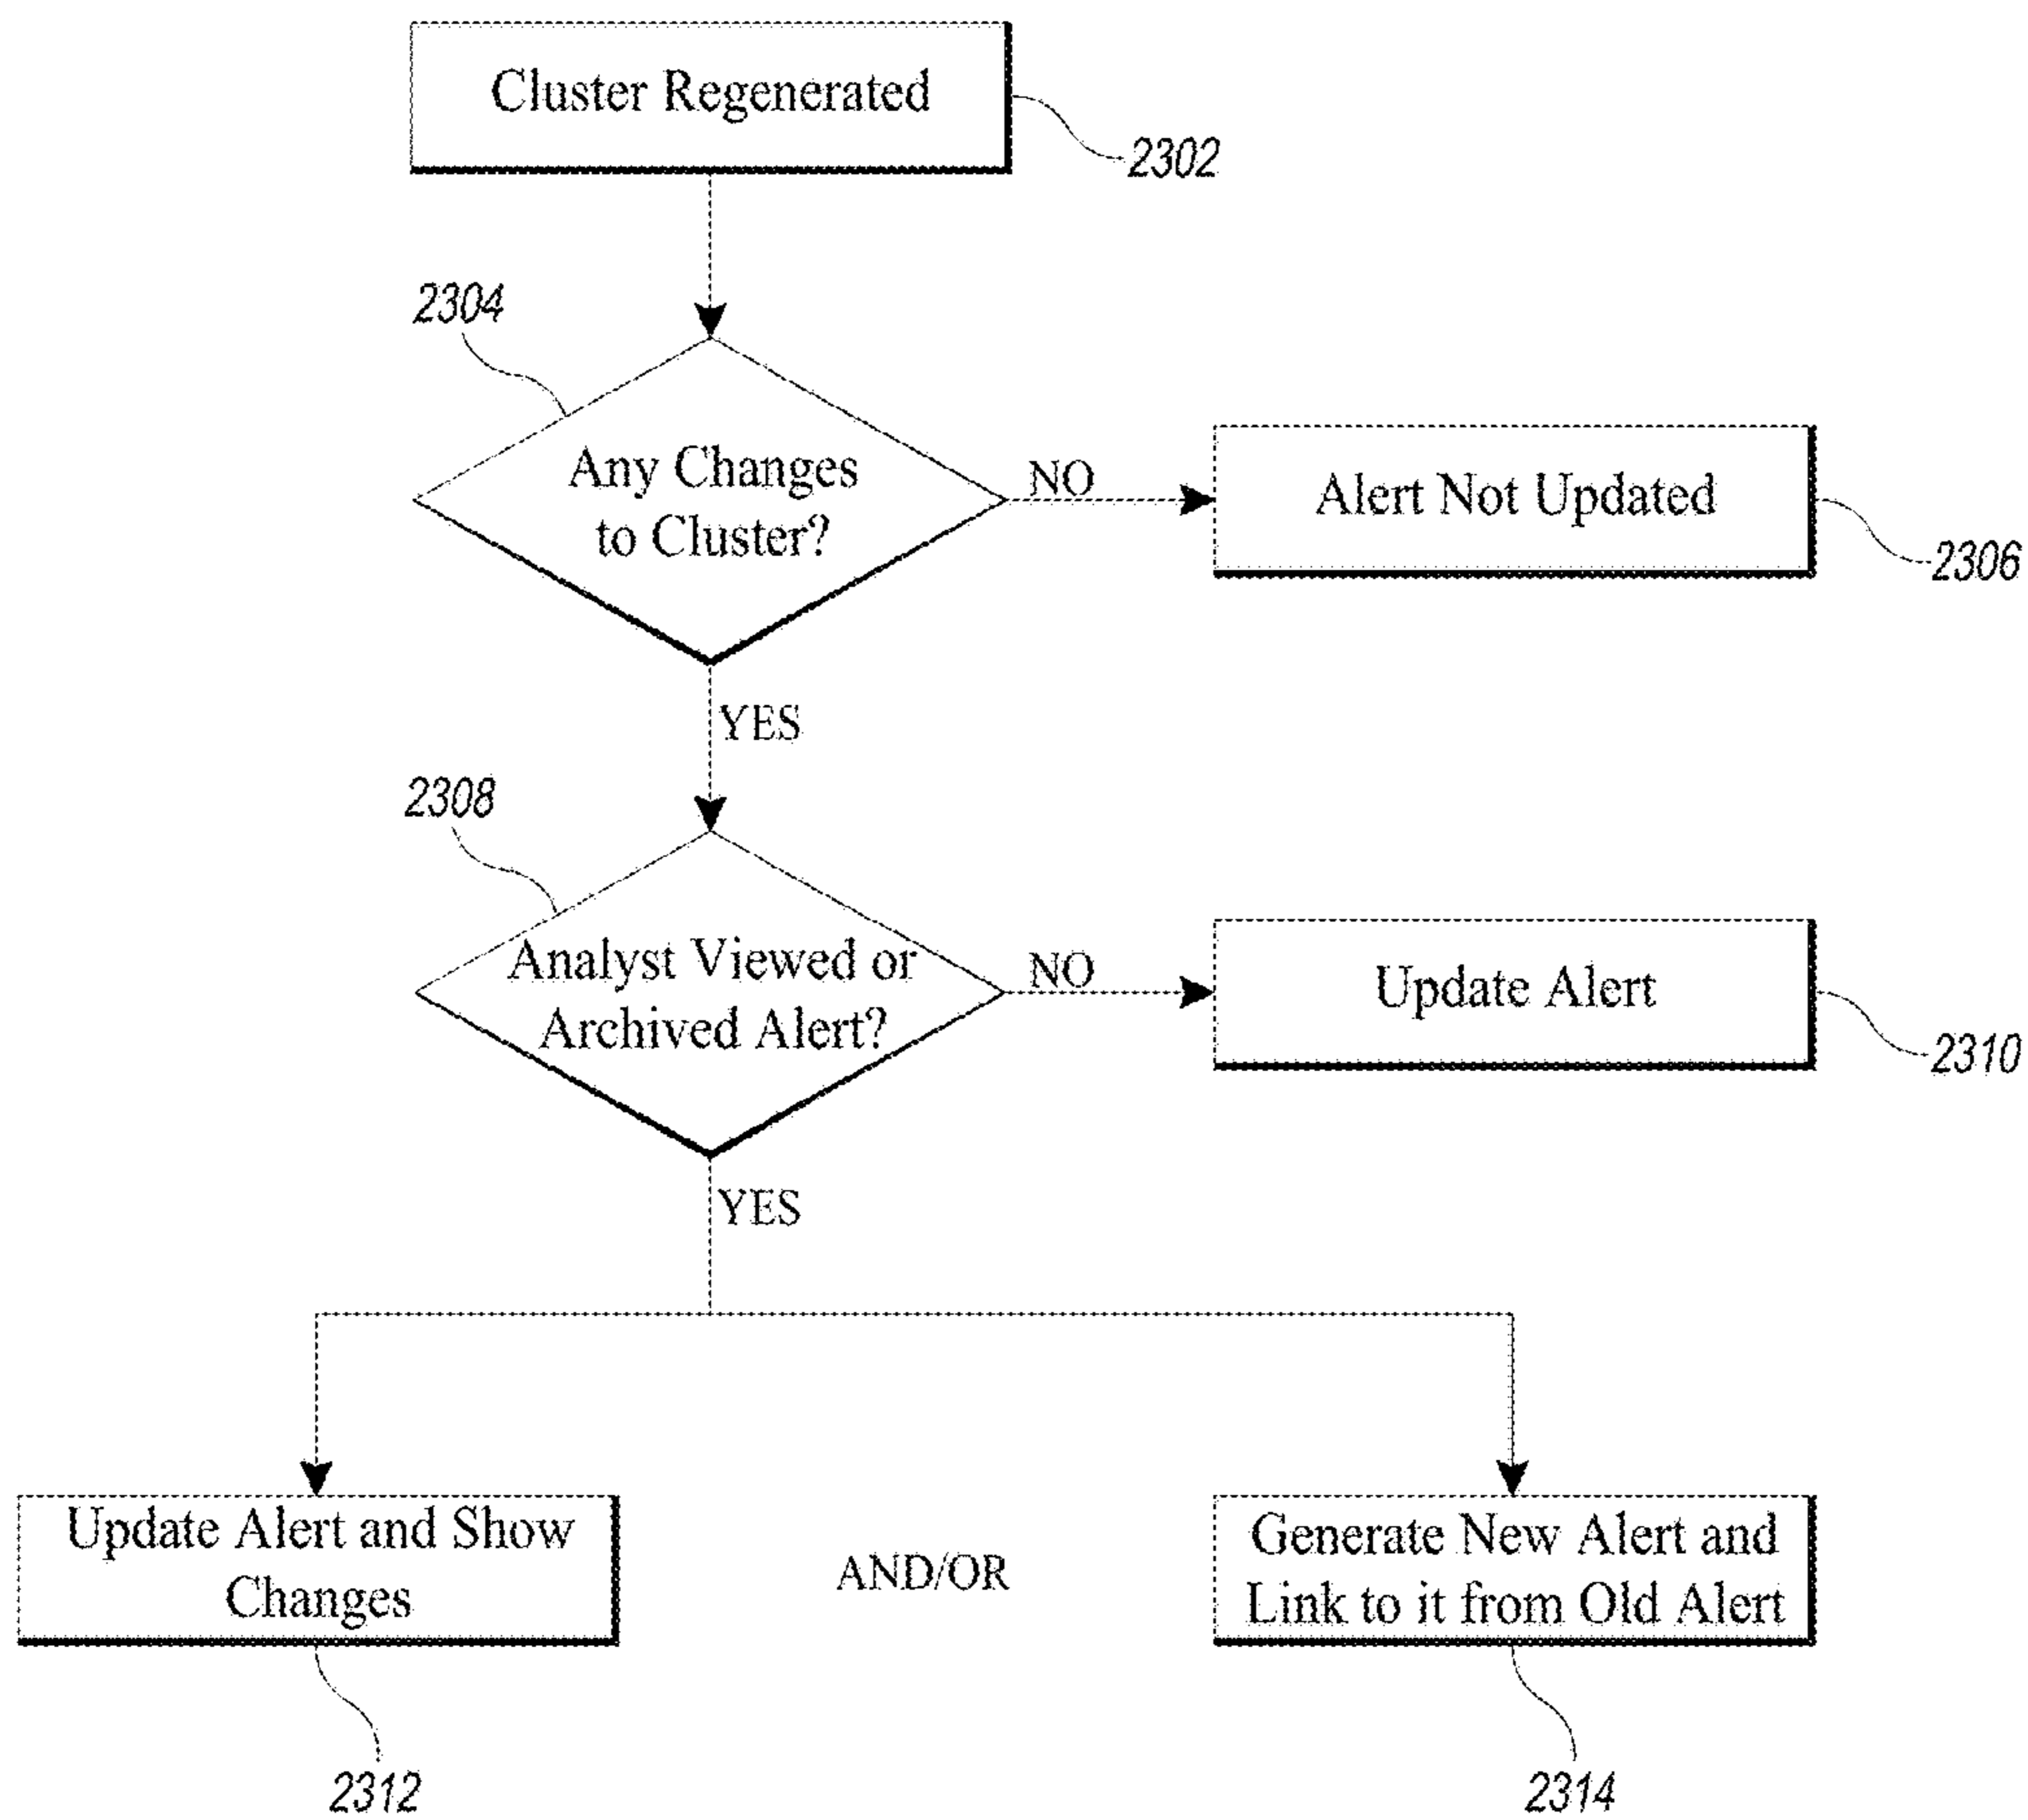 Cluster Regenerated
2302
2304
Any Changes
to Cluster?
NO
Alert Not Updated
2306
YES
2308
Analyst Viewed or
Archived Alert?
NO
Update Alert
2310
YES
Update Alert and Show
Changes
AND/OR
Generate New Alert and
Link to it from Old Alert
2312
2314